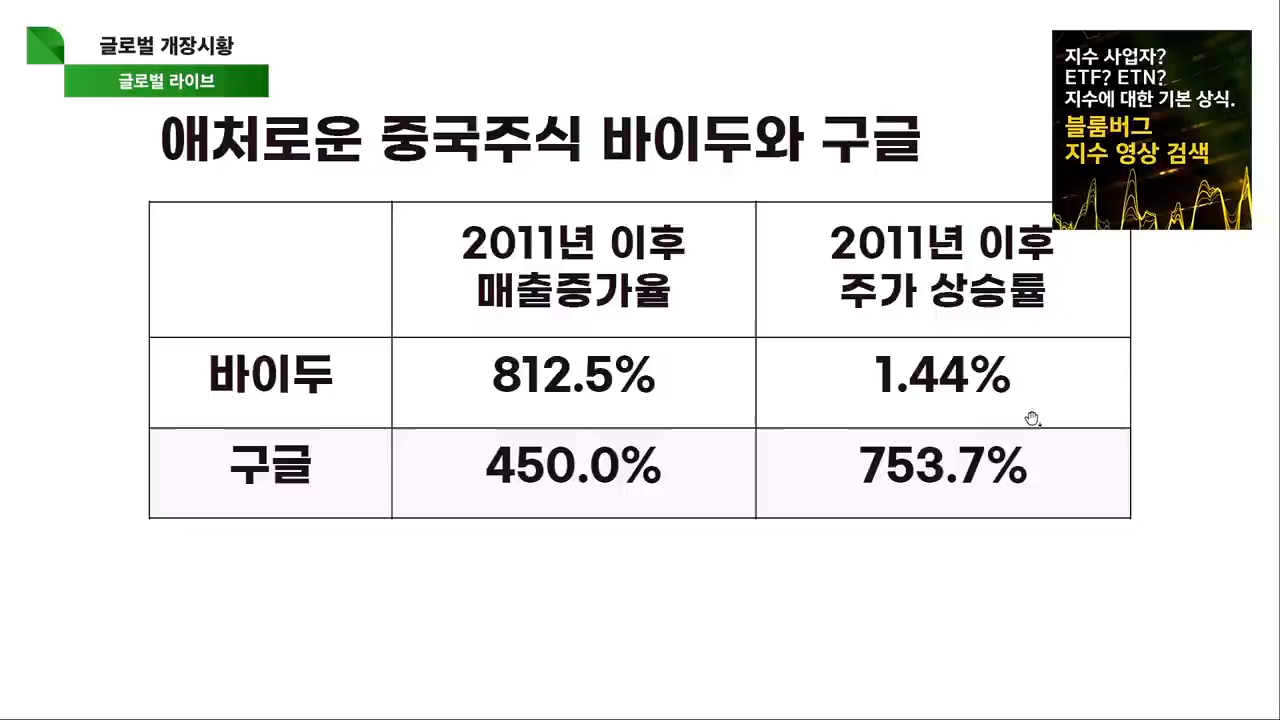 글로벌 개장시황
글로벌 라이브
지수 사업자?
ETF? ETN?
지수에 대한 기본 상식.
블룸버그
지수 영상 검색
애처로운 중국주식 바이두와 구글
2011년 이후
매출증가율
2011년 이후
주가 상승률
바이두
812.5%
1.44%
구글
450.0%
753.7%